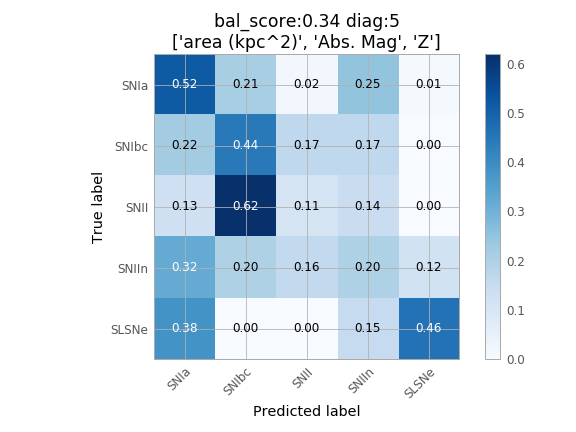 bal_score:0.34 diag:5
['area (kpc^2)', 'Abs. Mag', 'Z']
True label
SNIa 0.52 0.21 0.02 0.25 0.01
SNIbc 0.22 0.44 0.17 0.17 0.00
SNII 0.13 0.62 0.11 0.14 0.00
SNIIn 0.32 0.20 0.16 0.20 0.12
SLSNe 0.38 0.00 0.00 0.15 0.46
SNIa SNIbc SNII SNIIn SLSNe
Predicted label
0.6
0.5
0.4
0.3
0.2
0.1
0.0